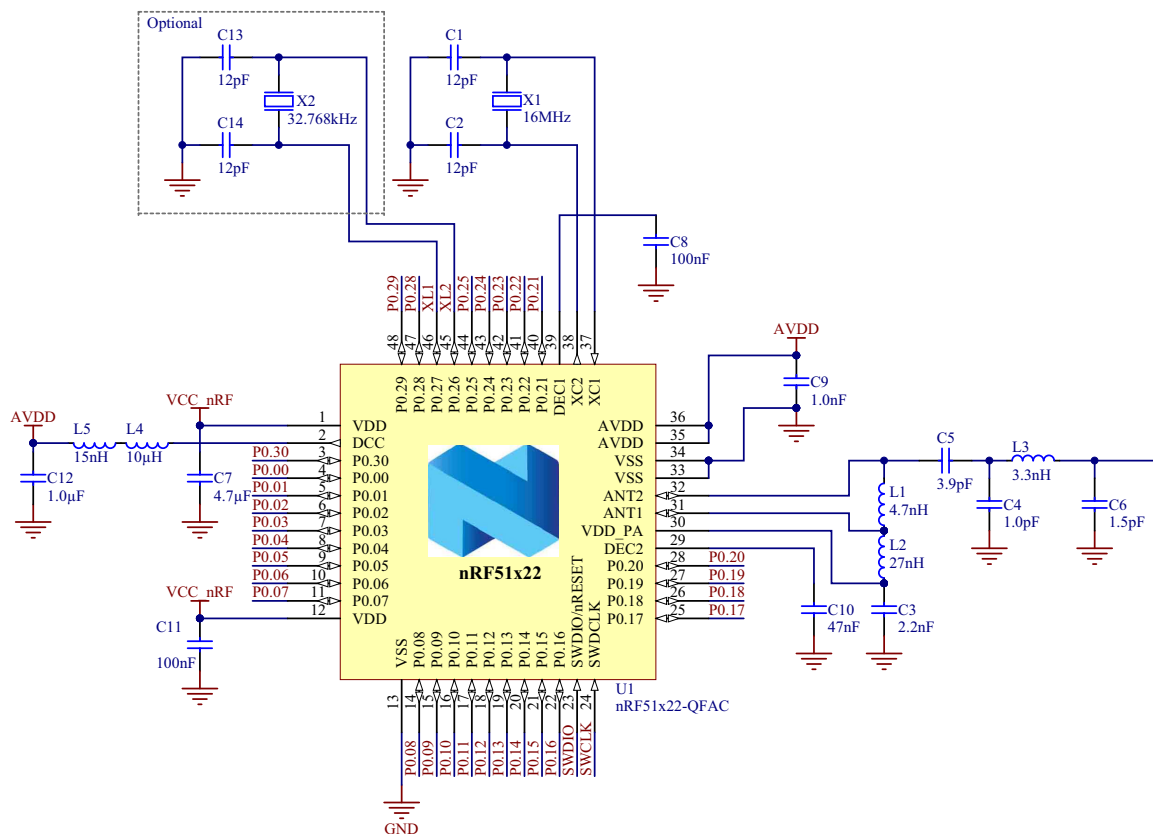 Optional
C13
12pF
X2
32.768kHz
C14
12pF
C1
12pF
X1
16MHz
C2
12pF
C8
100nF
P0.29
P0.28
XL1
XL2
P0.25
P0.24
P0.23
P0.22
P0.21
48
47
46
45
44
43
42
41
40
39
38
37
P0.29
P0.28
P0.27
P0.26
P0.25
P0.24
P0.23
P0.22
P0.21
DEC1
XC2
XC1
AVDD
C9
1.0nF
AVDD
L5
15nH
L4
10µH
C12
1.0µF
VCC_nRF
C7
4.7µF
VCC_nRF
C11
100nF
1 VDD
2 DCC
P0.30 3 P0.30
P0.00 4 P0.00
P0.01 5 P0.01
P0.02 6 P0.02
P0.03 7 P0.03
P0.04 8 P0.04
P0.05 9 P0.05
P0.06 10 P0.06
P0.07 11 P0.07
12 VDD
nRF51x22
AVDD 36
AVDD 35
VSS 34
VSS 33
ANT2 32
ANT1 31
VDD_PA 30
DEC2 29
P0.20 28 P0.20
P0.19 27 P0.19
P0.18 26 P0.18
P0.17 25 P0.17
C5
3.9pF
L3
3.3nH
L1
4.7nH
C4
1.0pF
C6
1.5pF
L2
27nH
C10
47nF
C3
2.2nF
VSS
P0.08
P0.09
P0.10
P0.11
P0.12
P0.13
P0.14
P0.15
P0.16
SWDIO/nRESET
SWDCLK
U1
nRF51x22-QFAC
13
14
15
16
17
18
19
20
21
22
23
24
P0.08
P0.09
P0.10
P0.11
P0.12
P0.13
P0.14
P0.15
P0.16
SWDIO
SWCLK
GND